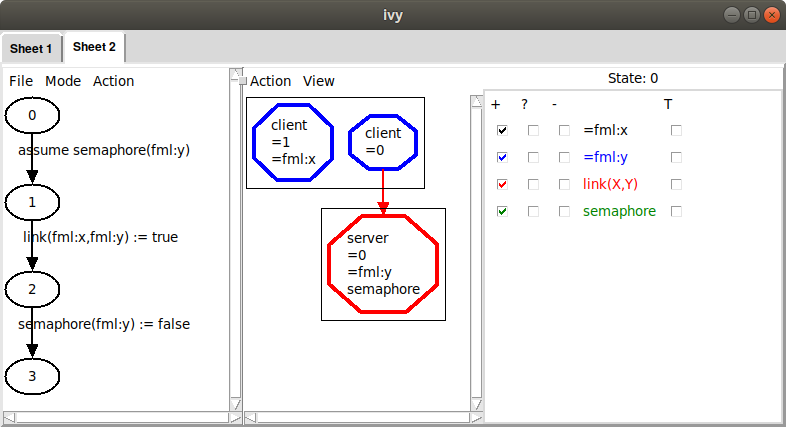 ivy
Sheet 1
Sheet 2
File Mode Action
0
assume semaphore(fml:y)
1
link(fml:x,fml:y) := true
2
semaphore(fml:y) := false
3
Action View
client
=1
=fml:x
client
=0
server
=0
=fml:y
semaphore
State: 0
+ ? - T
=fml:x
=fml:y
link(X,Y)
semaphore